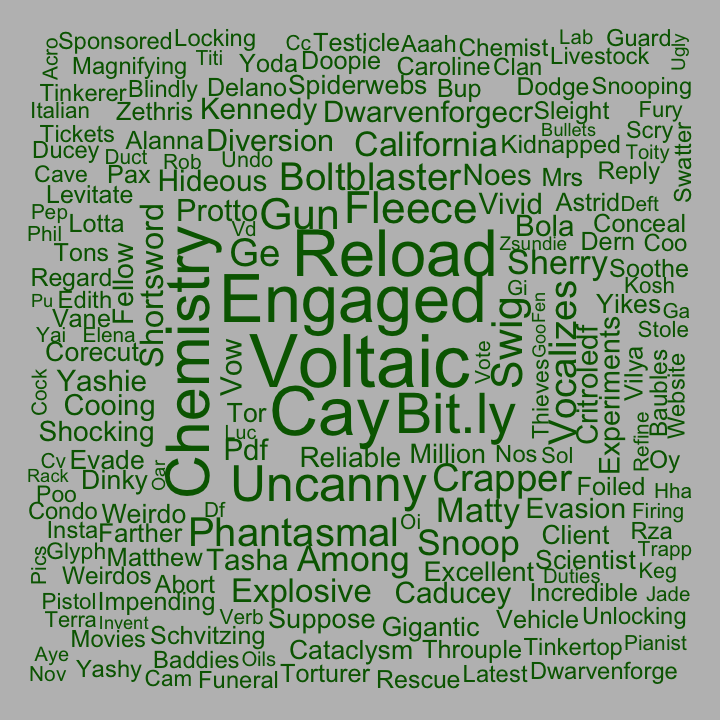 Acro
Sponsored
Locking
Cc
Testicle
Aaah
Chemist
Lab
Guard
Ugly
Magnifying
Titi
Yoda
Doopie
Caroline
Clan
Livestock
Tinkerer
Blindly
Delano
Spiderwebs
Bup
Dodge
Snooping
Italian
Zethris
Kennedy
Dwarvenforgecr
Sleight
Fury
Tickets
Alanna
Diversion
California
Kidnapped
Bullets
Scry
Swatter
Ducey
Duct
Rob
Undo
Toity
Cave
Pax
Hideous
Boltblaster
Noes
Mrs
Reply
Levitate
Protto
Gun
Fleece
Vivid
Astrid
Deft
Pep
Phil
Lotta
Vd
Bola
Conceal
Tons
Fellow
Shortsword
Chemistry
Ge
Reload
Zsundie
Dern
Coo
Regard
Engaged
Sherry
Soothe
Pu
Edith
Gi
Swig
GooFen
Vocalizes
Kosh
Vane
Yikes
Ga
Yai
Elena
Voltaic
Stole
Corecut
Vow
Vote
Thieves
Critroledf
Experiments
Vilya
Baubles
Website
Cock
Yashie
Cay
Bit.ly
Cooing
Tor
Refine
Shocking
Luc
Pdf
Reliable
Million
Nos
Sol
Oy
Cv
Evade
Oar
Rack
Dinky
Uncanny
Crapper
Foiled
Hha
Poo
Condo
Weirdo
Df
Oi
Matty
Evasion
Firing
Insta
Farther
Phantasmal
Snoop
Client
Rza
Pics
Glyph
Matthew
Tasha
Among
Scientist
Trapp
Weirdos
Abort
Excellent
Duties
Keg
Pistol
Impending
Explosive
Caducey
Incredible
Jade
Terra
Invent
Verb
Suppose
Gigantic
Vehicle
Unlocking
Movies
Schvitzing
Cataclysm
Throuple
Tinkertop
Pianist
Aye
Yashy
Baddies
Oils
Nov
Cam
Funeral
Torturer
Rescue
Latest
Dwarvenforge